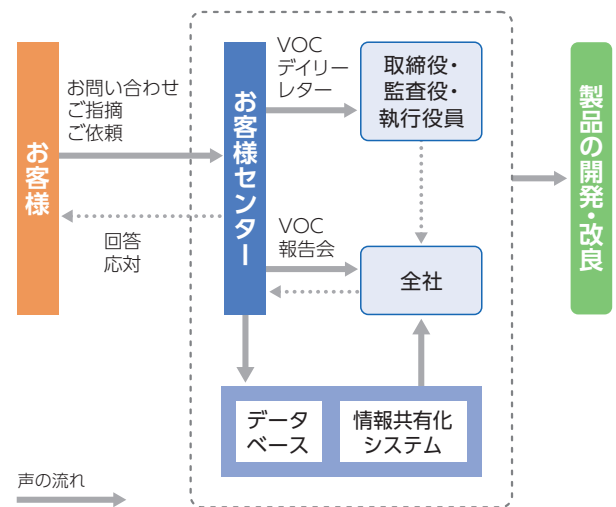 お客様
お問い合わせ
ご指摘
ご依頼
回答
応対
お客様センター
VOC
デイリー
レター
取締役・
監査役・
執行役員
VOC
報告会
全社
データ
ベース
情報共有化
システム
製品の開発・改良
声の流れ